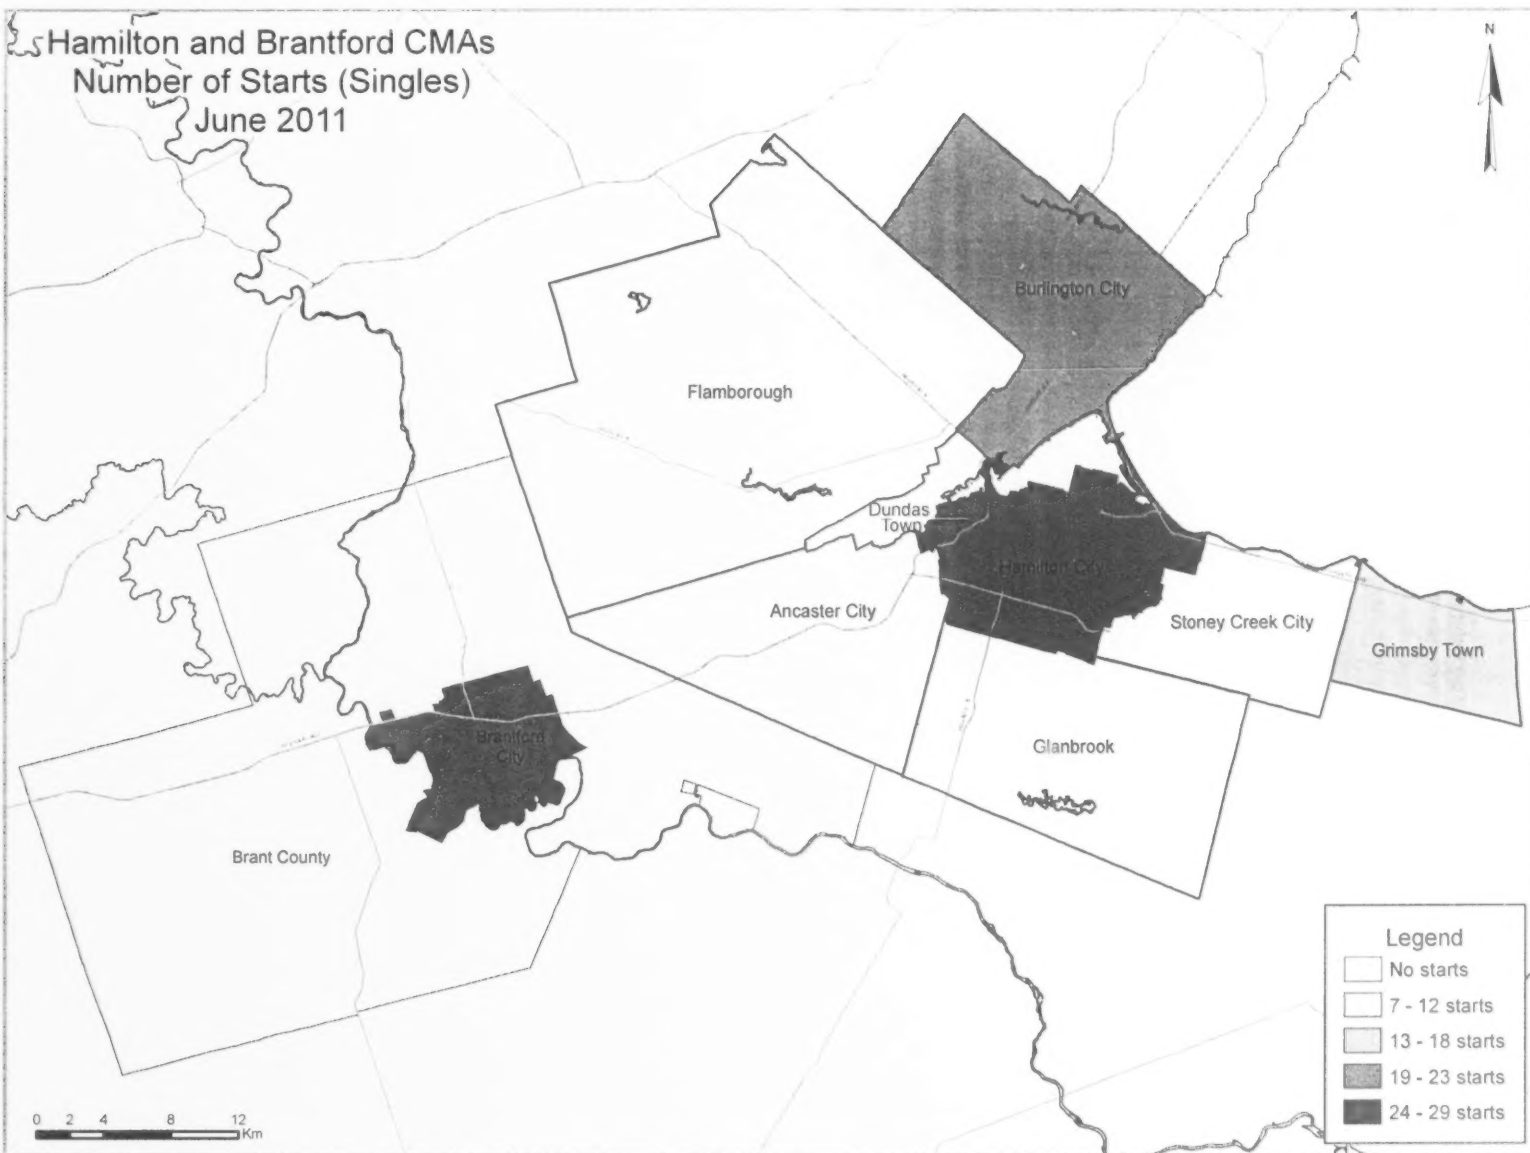 Hamilton and Brantford CMAs
Number of Starts (Singles)
June 2011
N
Burlington City
Flamborough
Dundas
Town
Hamilton City
Ancaster City
Stoney Creek City
Grimsby Town
Brantford
City
Glanbrook
Brant County
Legend
No starts
7 - 12 starts
13 - 18 starts
19 - 23 starts
24 - 29 starts
0 2 4 8 12
Km